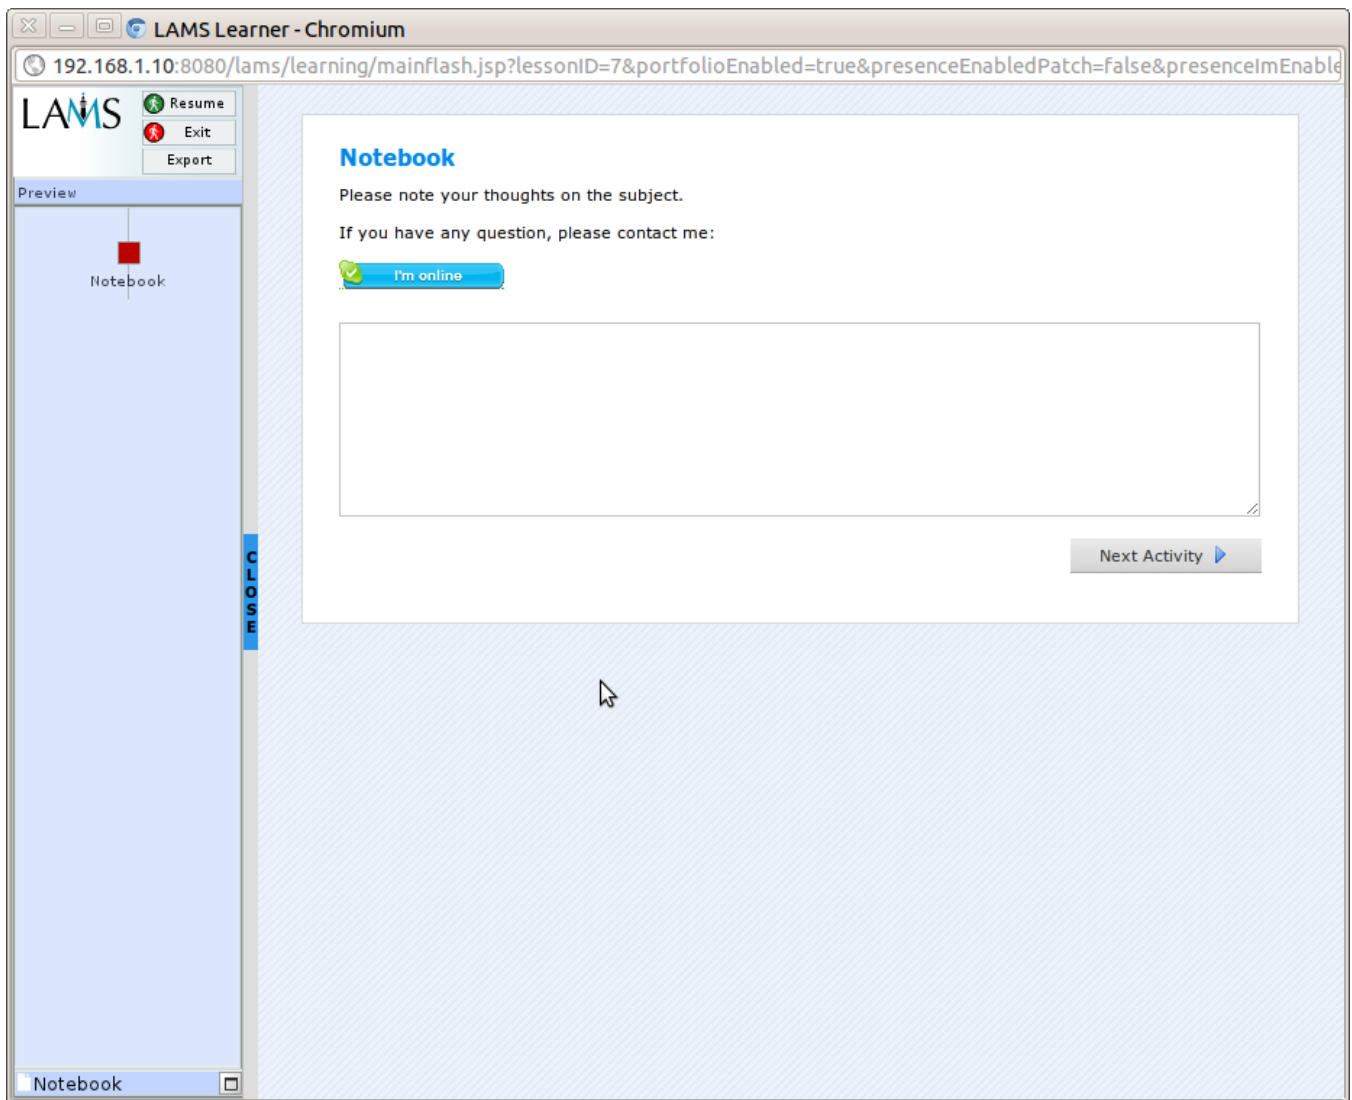 LAMS Learner - Chromium
192.168.1.10:8080/lams/learning/mainflash.jsp?lessonID=7&portfolioEnabled=true&presenceEnabledPatch=false&presenceImEnable
LAMS
Resume
Exit
Export
Preview
Notebook
CLOSE
Notebook
Notebook
Please note your thoughts on the subject.
If you have any question, please contact me:
I'm online
Next Activity